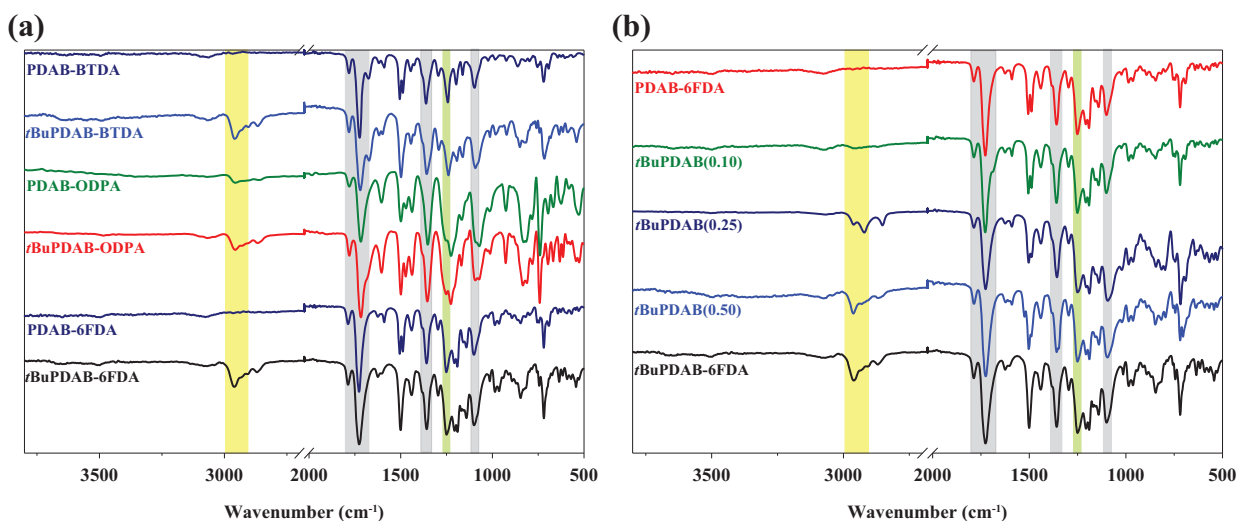 (a)
PDAB-BTDA
tBuPDAB-BTDA
PDAB-ODPA
tBuPDAB-ODPA
PDAB-6FDA
tBuPDAB-6FDA
3500 3000 2000 1500 1000 500
Wavenumber (cm⁻¹)
(b)
PDAB-6FDA
tBuPDAB(0.10)
tBuPDAB(0.25)
tBuPDAB(0.50)
tBuPDAB-6FDA
3500 3000 2000 1500 1000 500
Wavenumber (cm⁻¹)